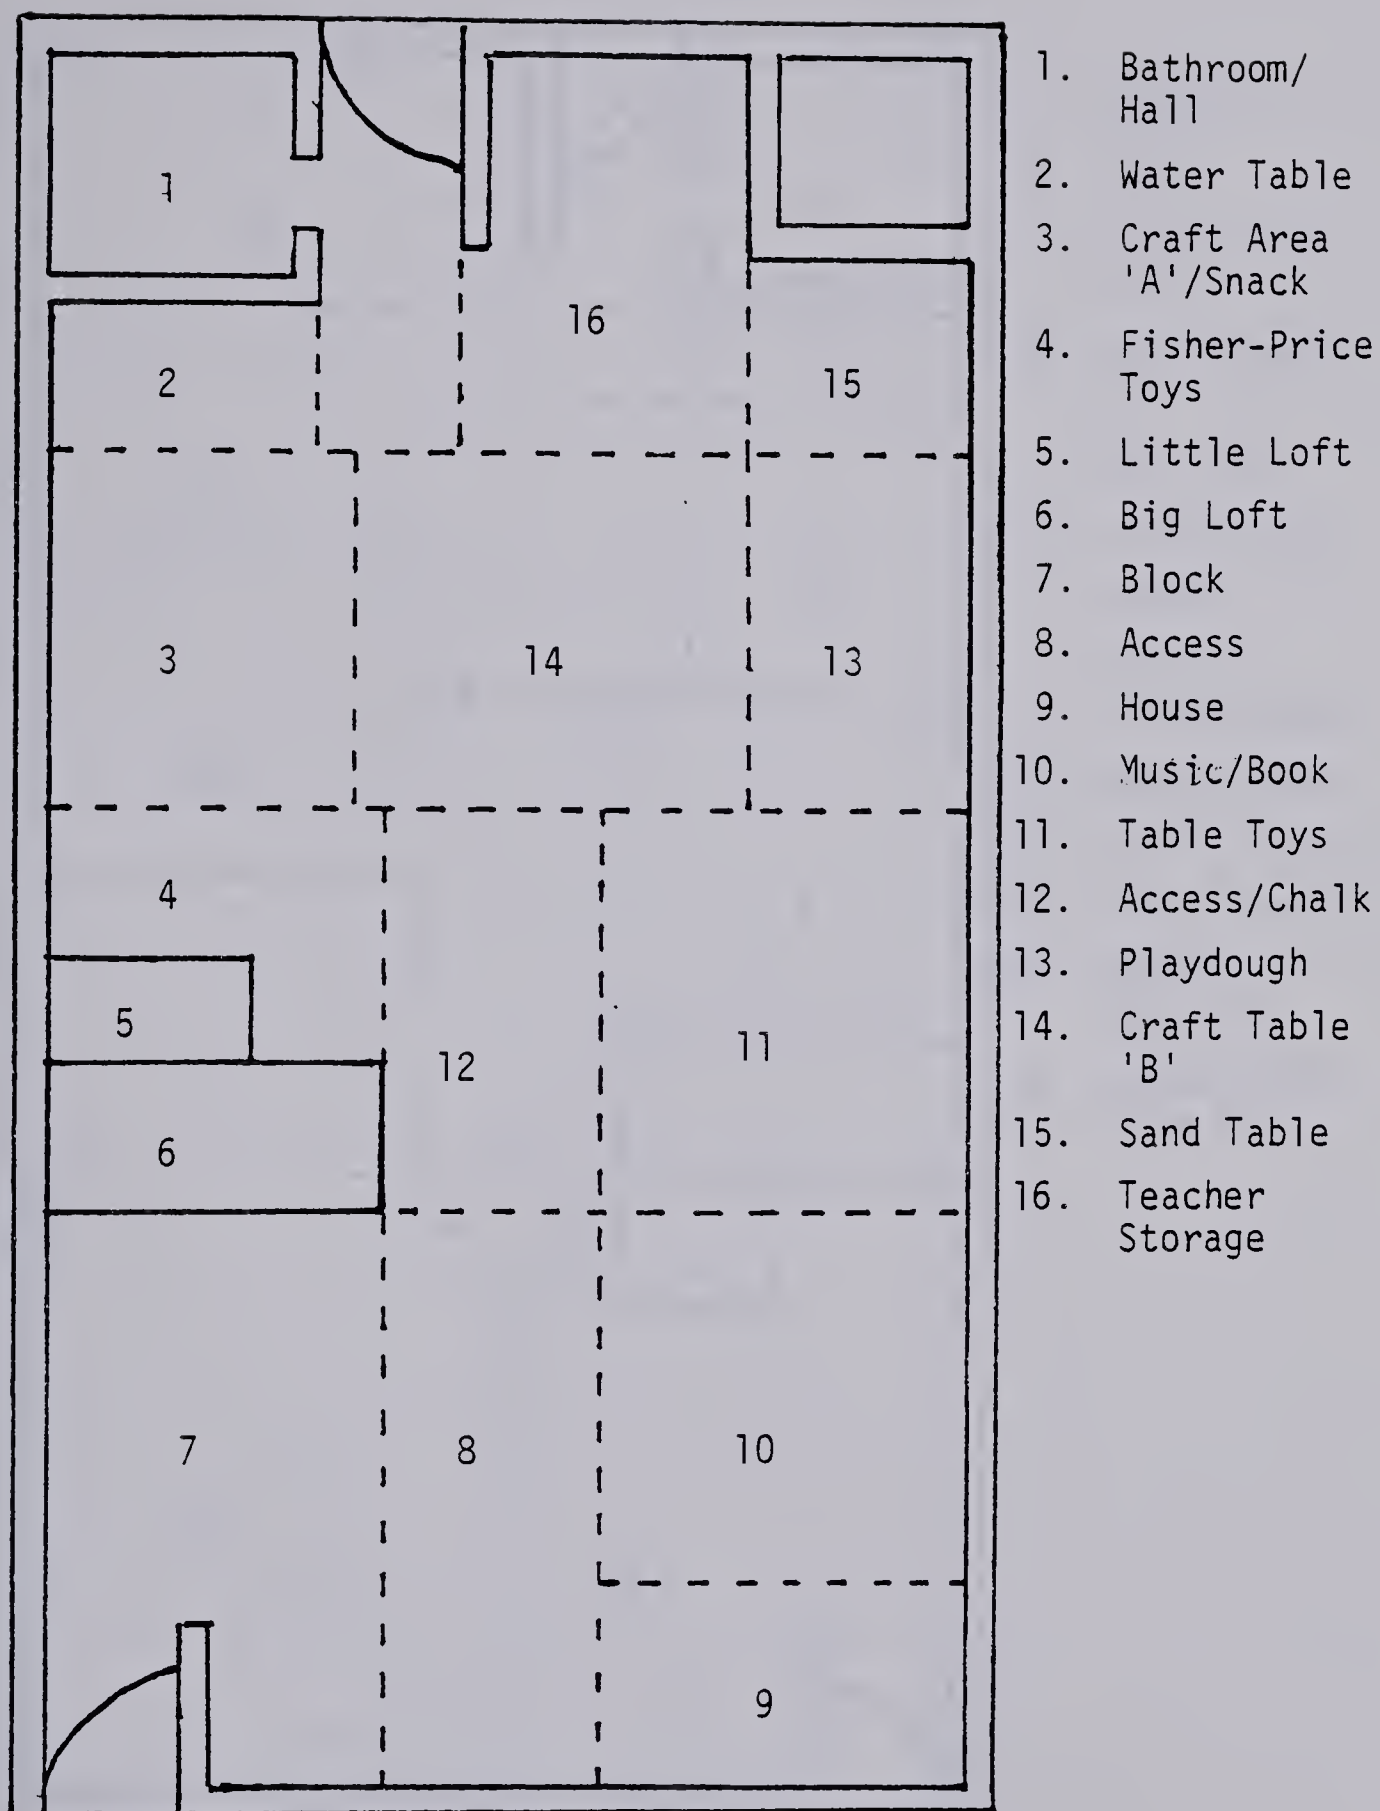 1
2
16
15
3
14
13
4
5
12
11
6
7
8
10
9
1. Bathroom/
Hall
2. Water Table
3. Craft Area
'A'/Snack
4. Fisher-Price
Toys
5. Little Loft
6. Big Loft
7. Block
8. Access
9. House
10. Music/Book
11. Table Toys
12. Access/Chalk
13. Playdough
14. Craft Table
'B'
15. Sand Table
16. Teacher
Storage